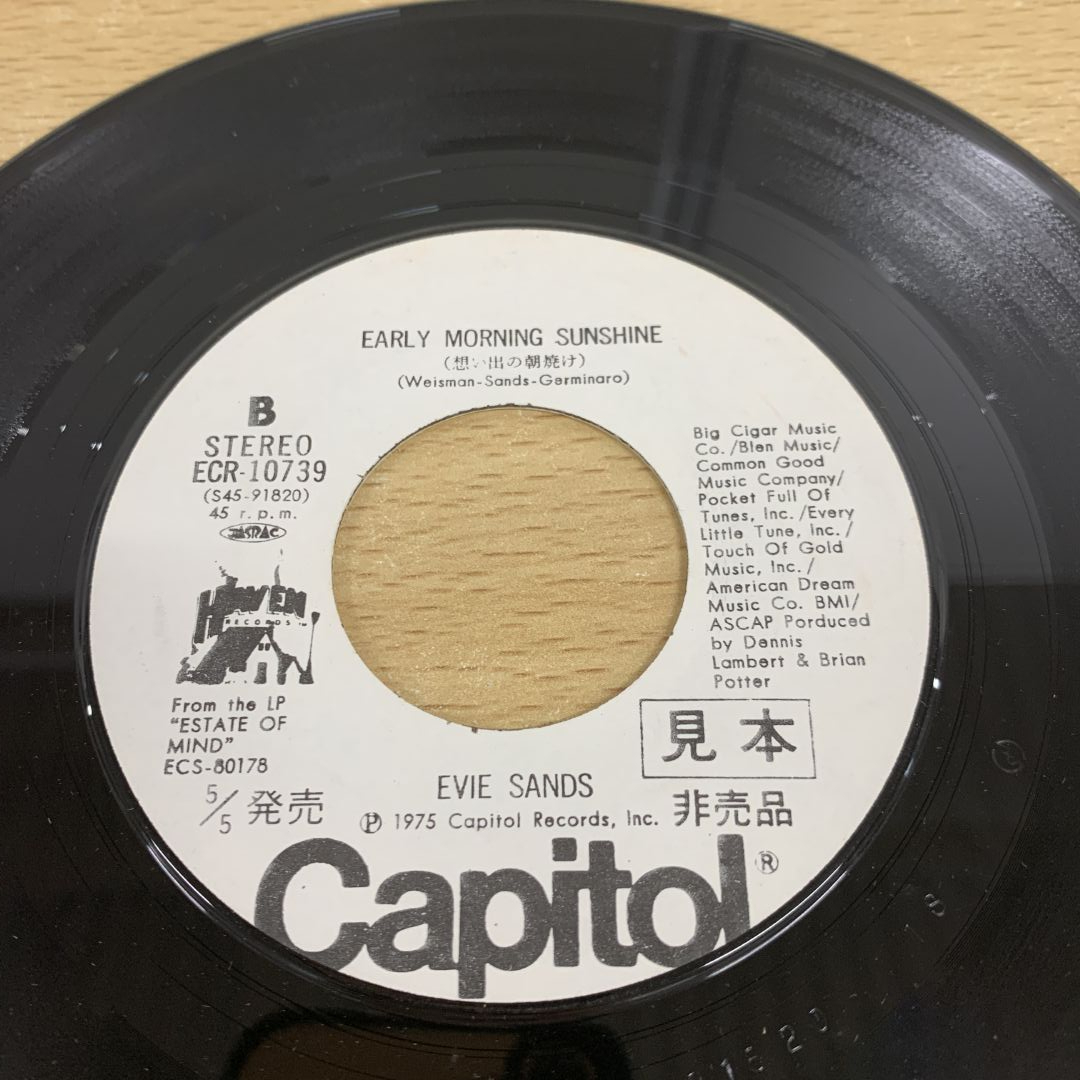 EARLY MORNING SUNSHINE
(想い出の朝焼け)
(Weisman-Sands-Germinaro)
B
STEREO
ECR-10739
(S45-91820)
45 r.p.m.
JASRAC
HAVEN
RECORDS
From the LP
"ESTATE OF
MIND"
ECS-80178
5/5 発売
Big Cigar Music
Co./Blen Music/
Common Good
Music Company/
Pocket Full Of
Tunes, Inc./Every
Little Tune, Inc./
Touch Of Gold
Music, Inc./
American Dream
Music Co. BMI/
ASCAP Porduced
by Dennis
Lambert & Brian
Potter
見本
EVIE SANDS
Ⓟ 1975 Capitol Records, Inc.
非売品
Capitol®